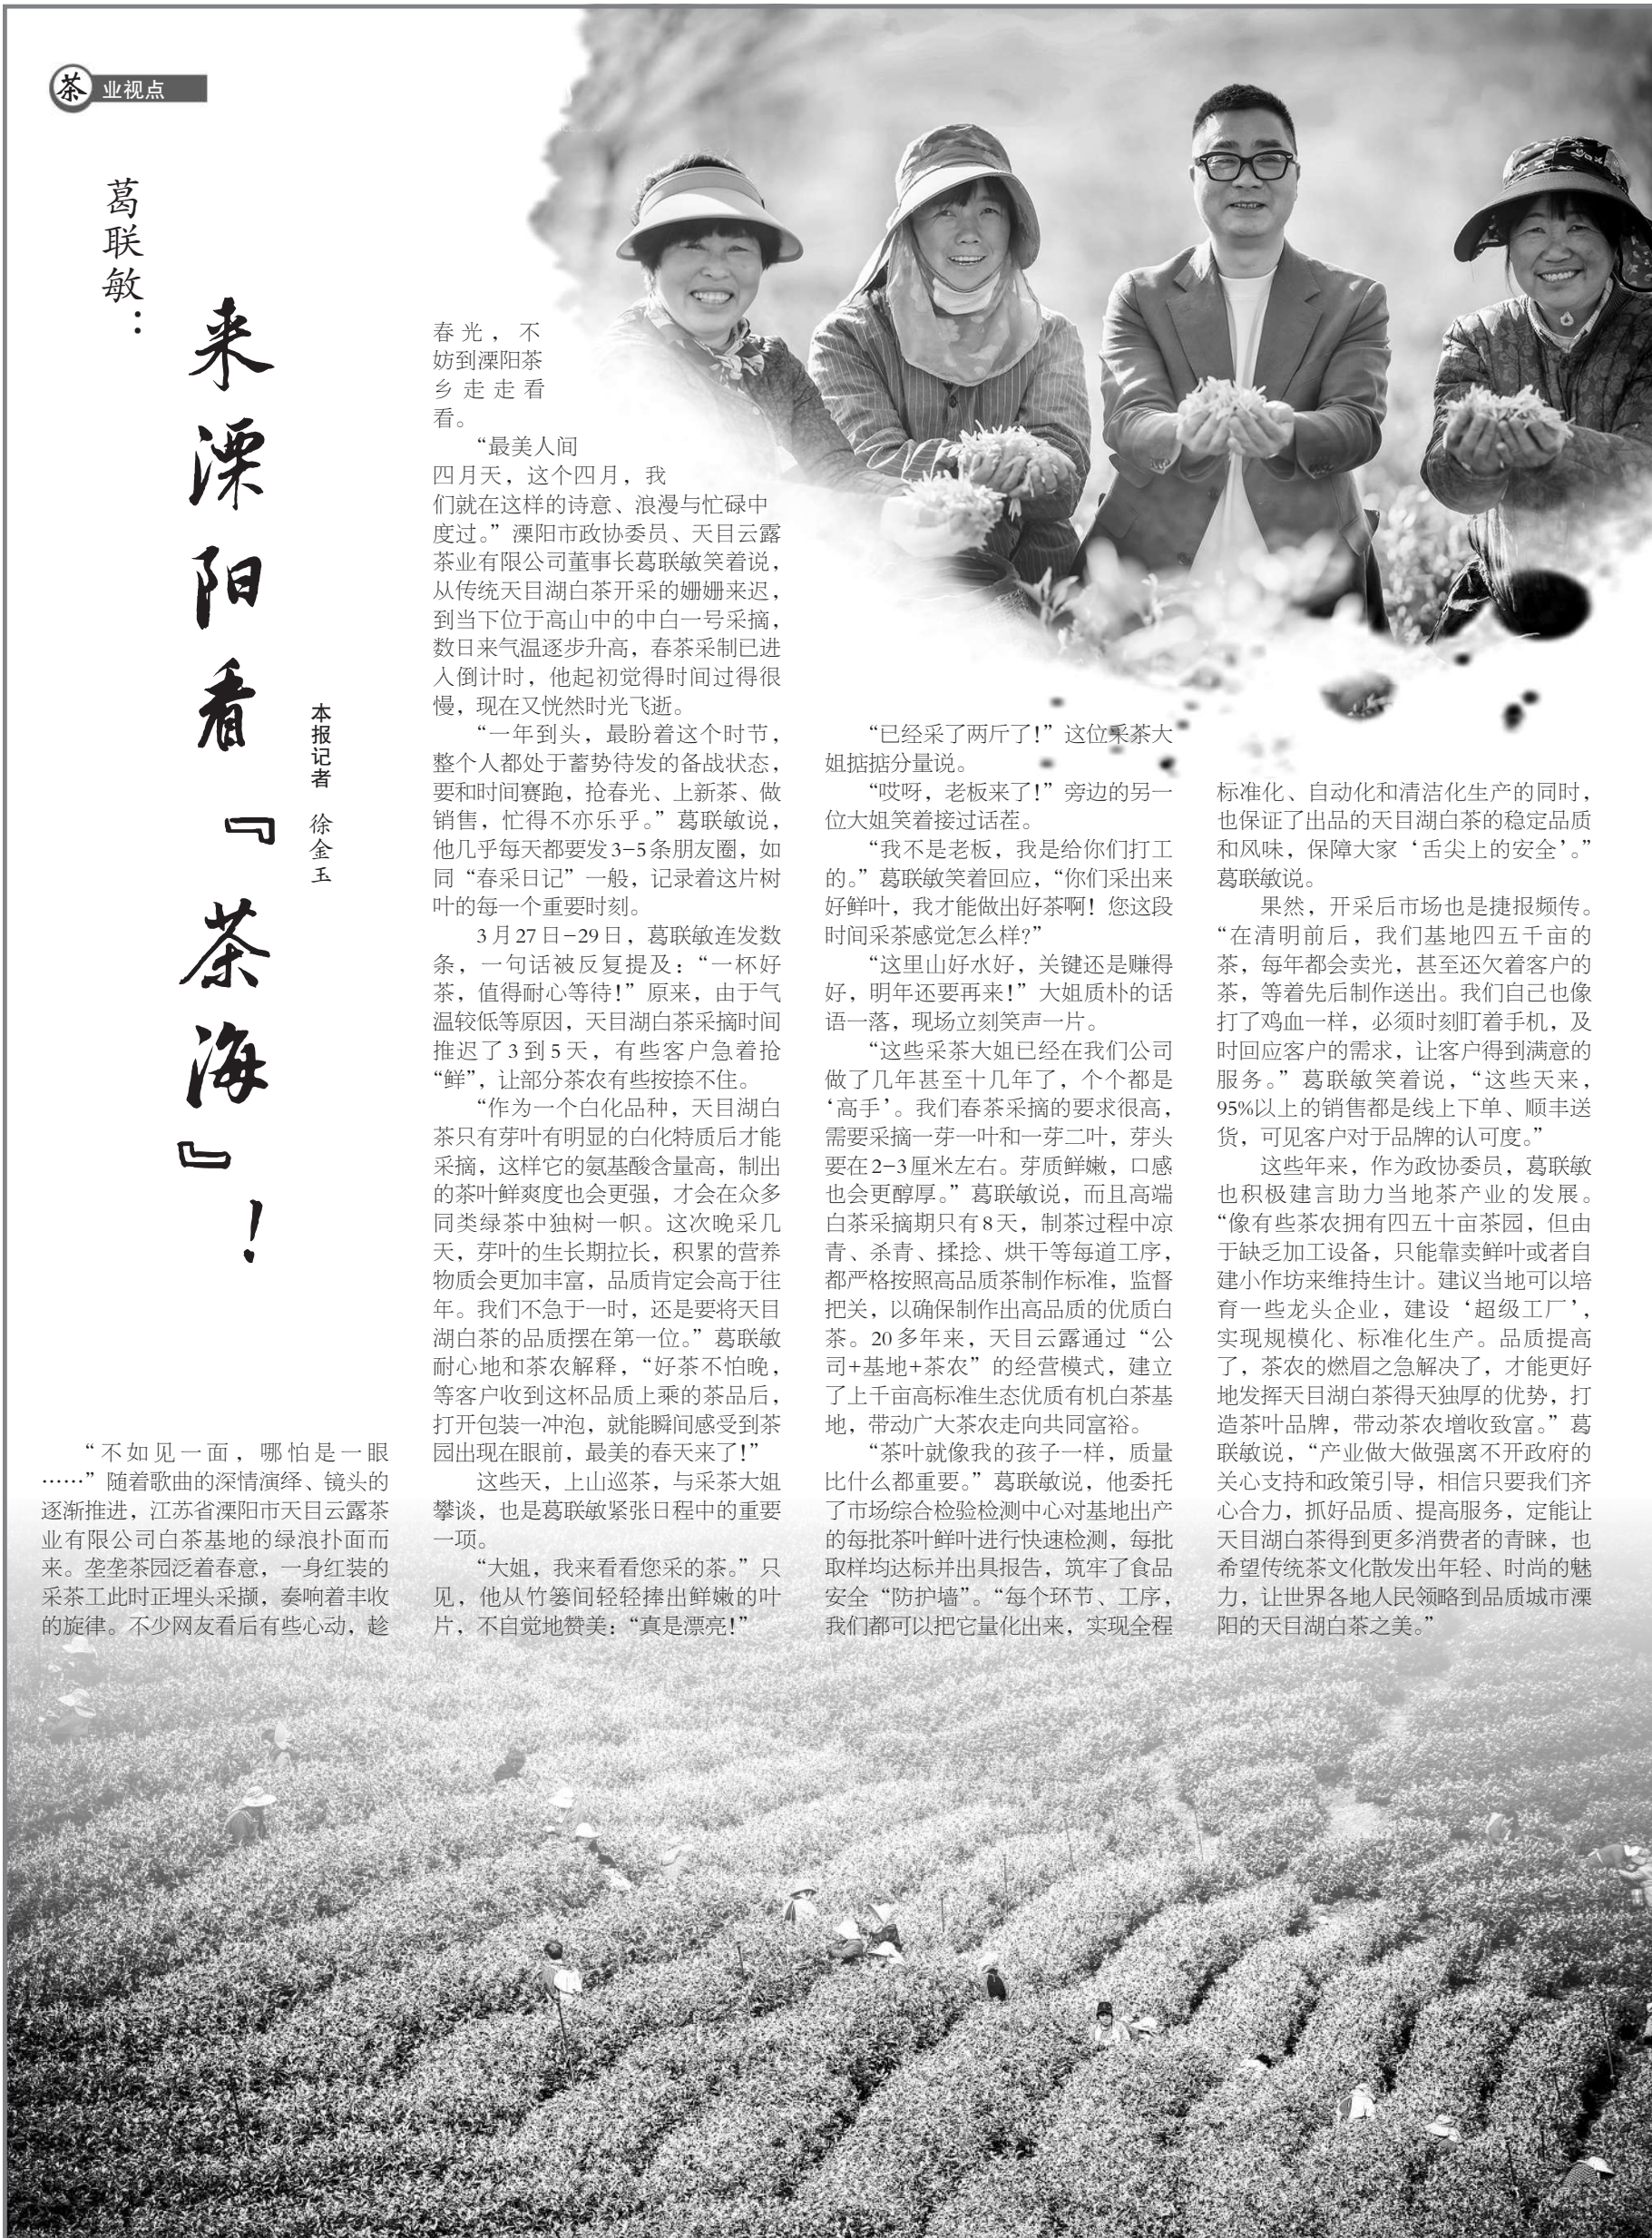 茶业视点
葛联敏：
来溧阳看『茶海』！
本报记者 徐金玉
“不如见一面，哪怕是一眼
……”随着歌曲的深情演绎、镜头的
逐渐推进，江苏省溧阳市天目云露茶
业有限公司白茶基地的绿浪扑面而
来。垄垄茶园泛着春意，一身红装的
采茶工此时正埋头采撷，奏响着丰收
的旋律。不少网友看后有些心动，趁
春光，不
妨到溧阳茶
乡走走看
看。
“最美人间
四月天，这个四月，我
们就在这样的诗意、浪漫与忙碌中
度过。”溧阳市政协委员、天目云露
茶业有限公司董事长葛联敏笑着说，
从传统天目湖白茶开采的姗姗来迟，
到当下位于高山中的中白一号采摘，
数日来气温逐步升高，春茶采制已进
入倒计时，他起初觉得时间过得很
慢，现在又恍然时光飞逝。
“一年到头，最盼着这个时节，
整个人都处于蓄势待发的备战状态，
要和时间赛跑，抢春光、上新茶、做
销售，忙得不亦乐乎。”葛联敏说，
他几乎每天都要发3-5条朋友圈，如
同“春采日记”一般，记录着这片树
叶的每一个重要时刻。
3月27日-29日，葛联敏连发数
条，一句话被反复提及：“一杯好
茶，值得耐心等待！”原来，由于气
温较低等原因，天目湖白茶采摘时间
推迟了3到5天，有些客户急着抢
“鲜”，让部分茶农有些按捺不住。
“作为一个白化品种，天目湖白
茶只有芽叶有明显的白化特质后才能
采摘，这样它的氨基酸含量高，制出
的茶叶鲜爽度也会更强，才会在众多
同类绿茶中独树一帜。这次晚采几
天，芽叶的生长期拉长，积累的营养
物质会更加丰富，品质肯定会高于往
年。我们不急于一时，还是要将天目
湖白茶的品质摆在第一位。”葛联敏
耐心地和茶农解释，“好茶不怕晚，
等客户收到这杯品质上乘的茶品后，
打开包装一冲泡，就能瞬间感受到茶
园出现在眼前，最美的春天来了！”
这些天，上山巡茶，与采茶大姐
攀谈，也是葛联敏紧张日程中的重要
一项。
“大姐，我来看看您采的茶。”只
见，他从竹篓间轻轻捧出鲜嫩的叶
片，不自觉地赞美：“真是漂亮！”
“已经采了两斤了！”这位采茶大
姐掂掂分量说。
“哎呀，老板来了！”旁边的另一
位大姐笑着接过话茬。
“我不是老板，我是给你们打工
的。”葛联敏笑着回应，“你们采出来
好鲜叶，我才能做出好茶啊！您这段
时间采茶感觉怎么样？”
“这里山好水好，关键还是赚得
好，明年还要再来！”大姐质朴的话
语一落，现场立刻笑声一片。
“这些采茶大姐已经在我们公司
做了几年甚至十几年了，个个都是
‘高手’。我们春茶采摘的要求很高，
需要采摘一芽一叶和一芽二叶，芽头
要在2-3厘米左右。芽质鲜嫩，口感
也会更醇厚。”葛联敏说，而且高端
白茶采摘期只有8天，制茶过程中凉
青、杀青、揉捻、烘干等每道工序，
都严格按照高品质茶制作标准，监督
把关，以确保制作出高品质的优质白
茶。20多年来，天目云露通过“公
司+基地+茶农”的经营模式，建立
了上千亩高标准生态优质有机白茶基
地，带动广大茶农走向共同富裕。
“茶叶就像我的孩子一样，质量
比什么都重要。”葛联敏说，他委托
了市场综合检验检测中心对基地出产
的每批茶叶鲜叶进行快速检测，每批
取样均达标并出具报告，筑牢了食品
安全“防护墙”。“每个环节、工序，
我们都可以把它量化出来，实现全程
标准化、自动化和清洁化生产的同时，
也保证了出品的天目湖白茶的稳定品质
和风味，保障大家‘舌尖上的安全’。”
葛联敏说。
果然，开采后市场也是捷报频传。
“在清明前后，我们基地四五千亩的
茶，每年都会卖光，甚至还欠着客户的
茶，等着先后制作送出。我们自己也像
打了鸡血一样，必须时刻盯着手机，及
时回应客户的需求，让客户得到满意的
服务。”葛联敏笑着说，“这些天来，
95%以上的销售都是线上下单、顺丰送
货，可见客户对于品牌的认可度。”
这些年来，作为政协委员，葛联敏
也积极建言助力当地茶产业的发展。
“像有些茶农拥有四五十亩茶园，但由
于缺乏加工设备，只能靠卖鲜叶或者自
建小作坊来维持生计。建议当地可以培
育一些龙头企业，建设‘超级工厂’，
实现规模化、标准化生产。品质提高
了，茶农的燃眉之急解决了，才能更好
地发挥天目湖白茶得天独厚的优势，打
造茶叶品牌，带动茶农增收致富。”葛
联敏说，“产业做大做强离不开政府的
关心支持和政策引导，相信只要我们齐
心合力，抓好品质、提高服务，定能让
天目湖白茶得到更多消费者的青睐，也
希望传统茶文化散发出年轻、时尚的魅
力，让世界各地人民领略到品质城市溧
阳的天目湖白茶之美。”